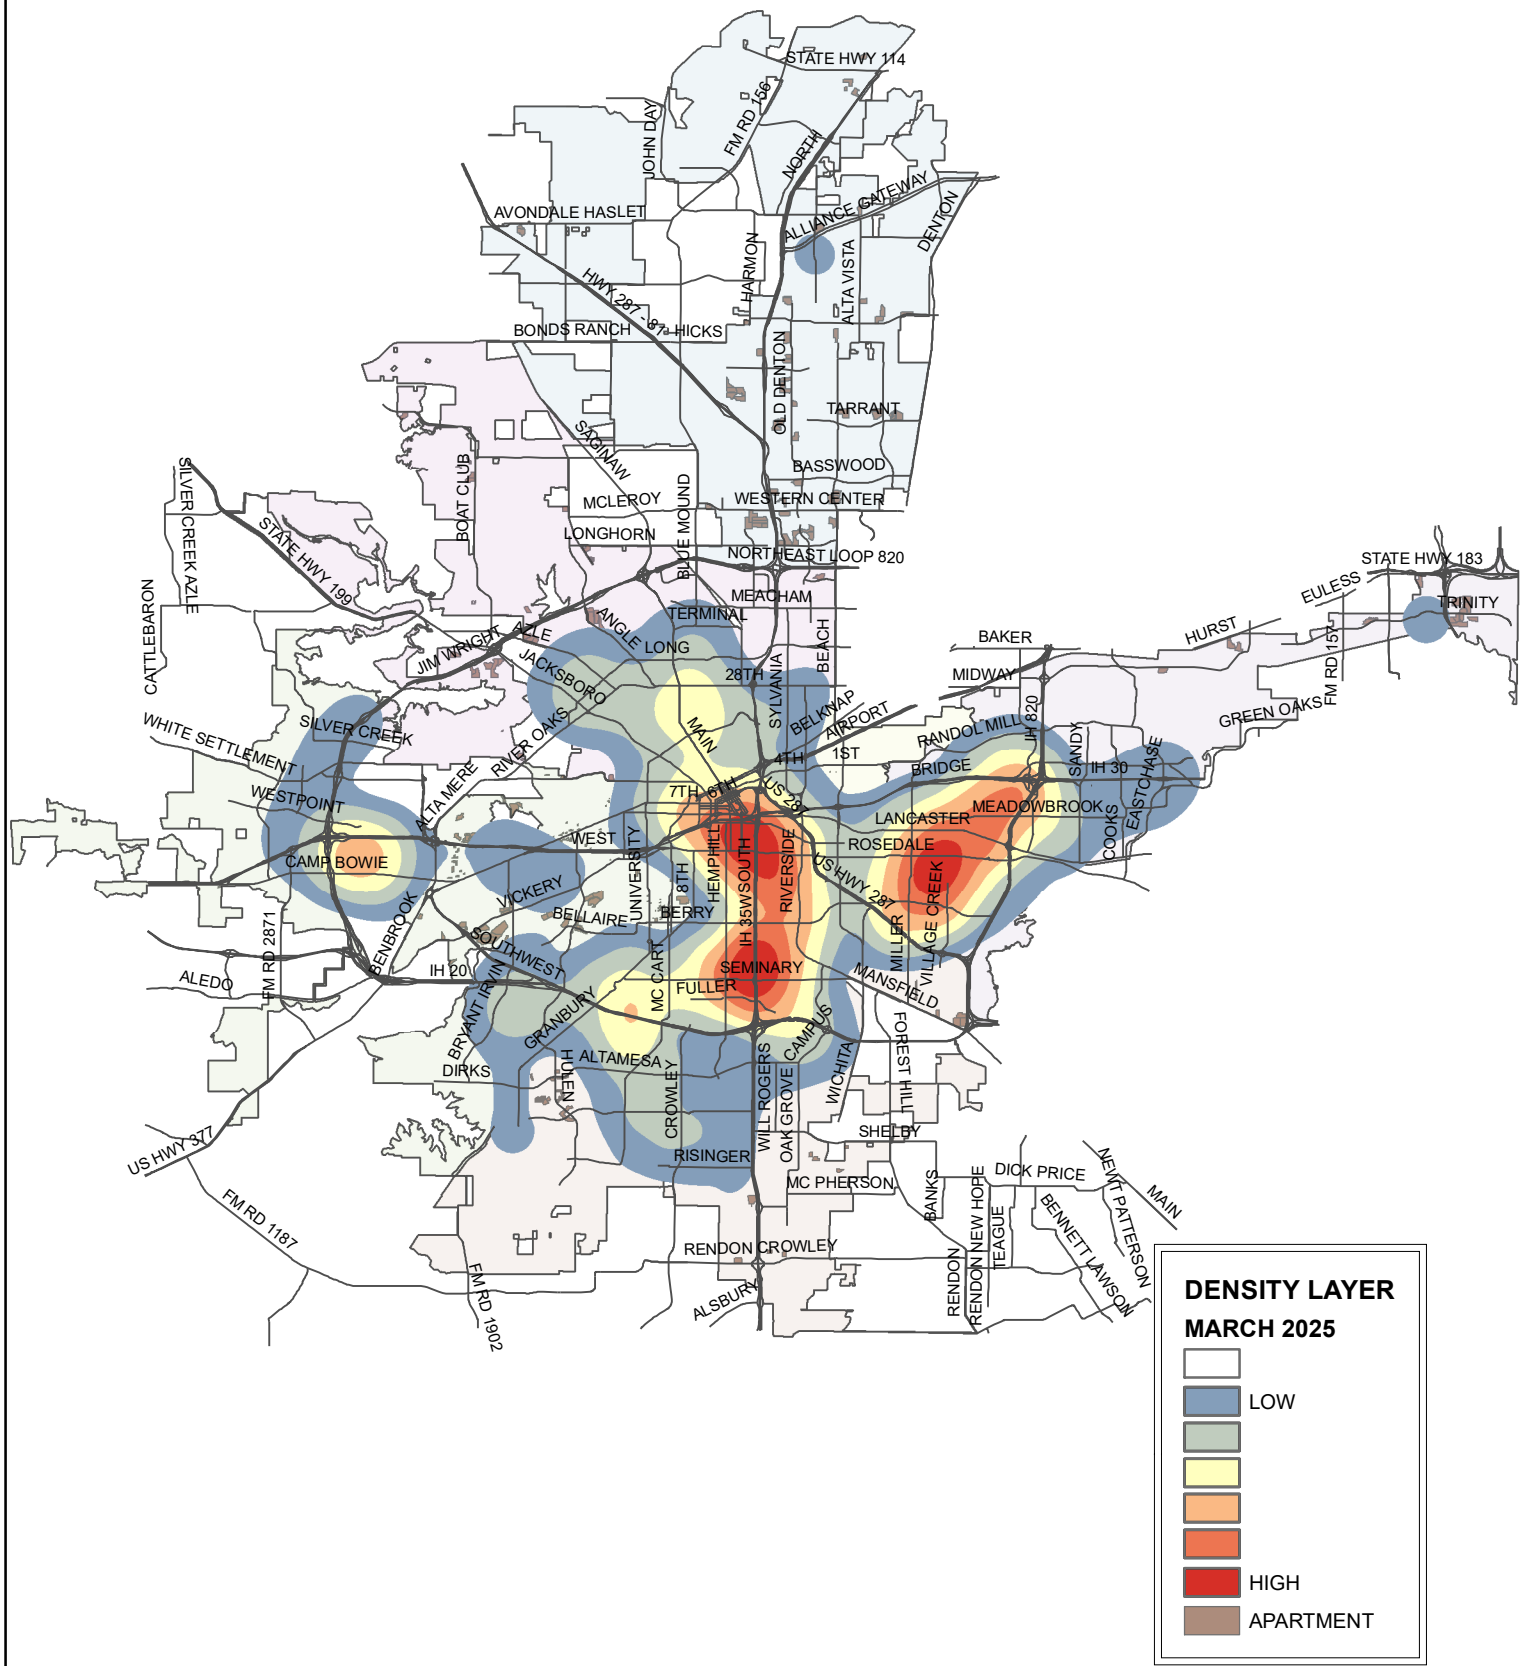 STATE HWY 114
JOHN DAY
FM RD 156
NORTH
ALLIANCE GATEWAY
AVONDALE HASLET
DENTON
HARMON
ALTA VISTA
HWY 287 - 87
BONDS RANCH
HICKS
OLD DENTON
TARRANT
SAGINAW
BASSWOOD
BOAT CLUB
MCLEROY
BLUE MOUND
WESTERN CENTER
SILVER CREEK AZLE
STATE HWY 199
LONGHORN
NORTHEAST LOOP 820
STATE HWY 183
EULESS
TRINITY
CATTLEBARON
MEACHAM
TERMINAL
ANGLE
AZLE
JIM WRIGHT
LONG
BEACH
BAKER
HURST
FM RD 157
JACKSBORO
28TH
SYLVANIA
MIDWAY
WHITE SETTLEMENT
SILVER CREEK
RIVER OAKS
MAIN
BELKNAP
AIRPORT
RANDOL MILL
IH 820
SANDY
GREEN OAKS
4TH
1ST
BRIDGE
IH 30
EASTCHASE
WESTPOINT
ALTA MERE
7TH
6TH
US 287
MEADOWBROOK
LANCASTER
COOKS
WEST
UNIVERSITY
HEMPHILL
ROSEDALE
CAMP BOWIE
8TH
IH 35W
SOUTH
RIVERSIDE
US HWY 287
VILLAGE CREEK
VICKERY
BELLAIRE
BERRY
MILLER
FM RD 2871
BENBROOK
SOUTHWEST
IH 20
ALEDO
BRYANT IRVIN
MC CART
SEMINARY
FULLER
MANSFIELD
GRANBURY
CAMPUS
WICHITA
FOREST HILL
DIRKS
HULEN
ALTAMESA
CROWLEY
WILL ROGERS
OAK GROVE
SHELBY
US HWY 377
RISINGER
MC PHERSON
BANKS
RENDON NEW HOPE
DICK PRICE
NEWT PATTERSON
MAIN
FM RD 1187
TEAGUE
BENNETT LAWSON
RENDON CROWLEY
RENDON
FM RD 1902
ALSBURY
DENSITY LAYER
MARCH 2025
LOW
HIGH
APARTMENT